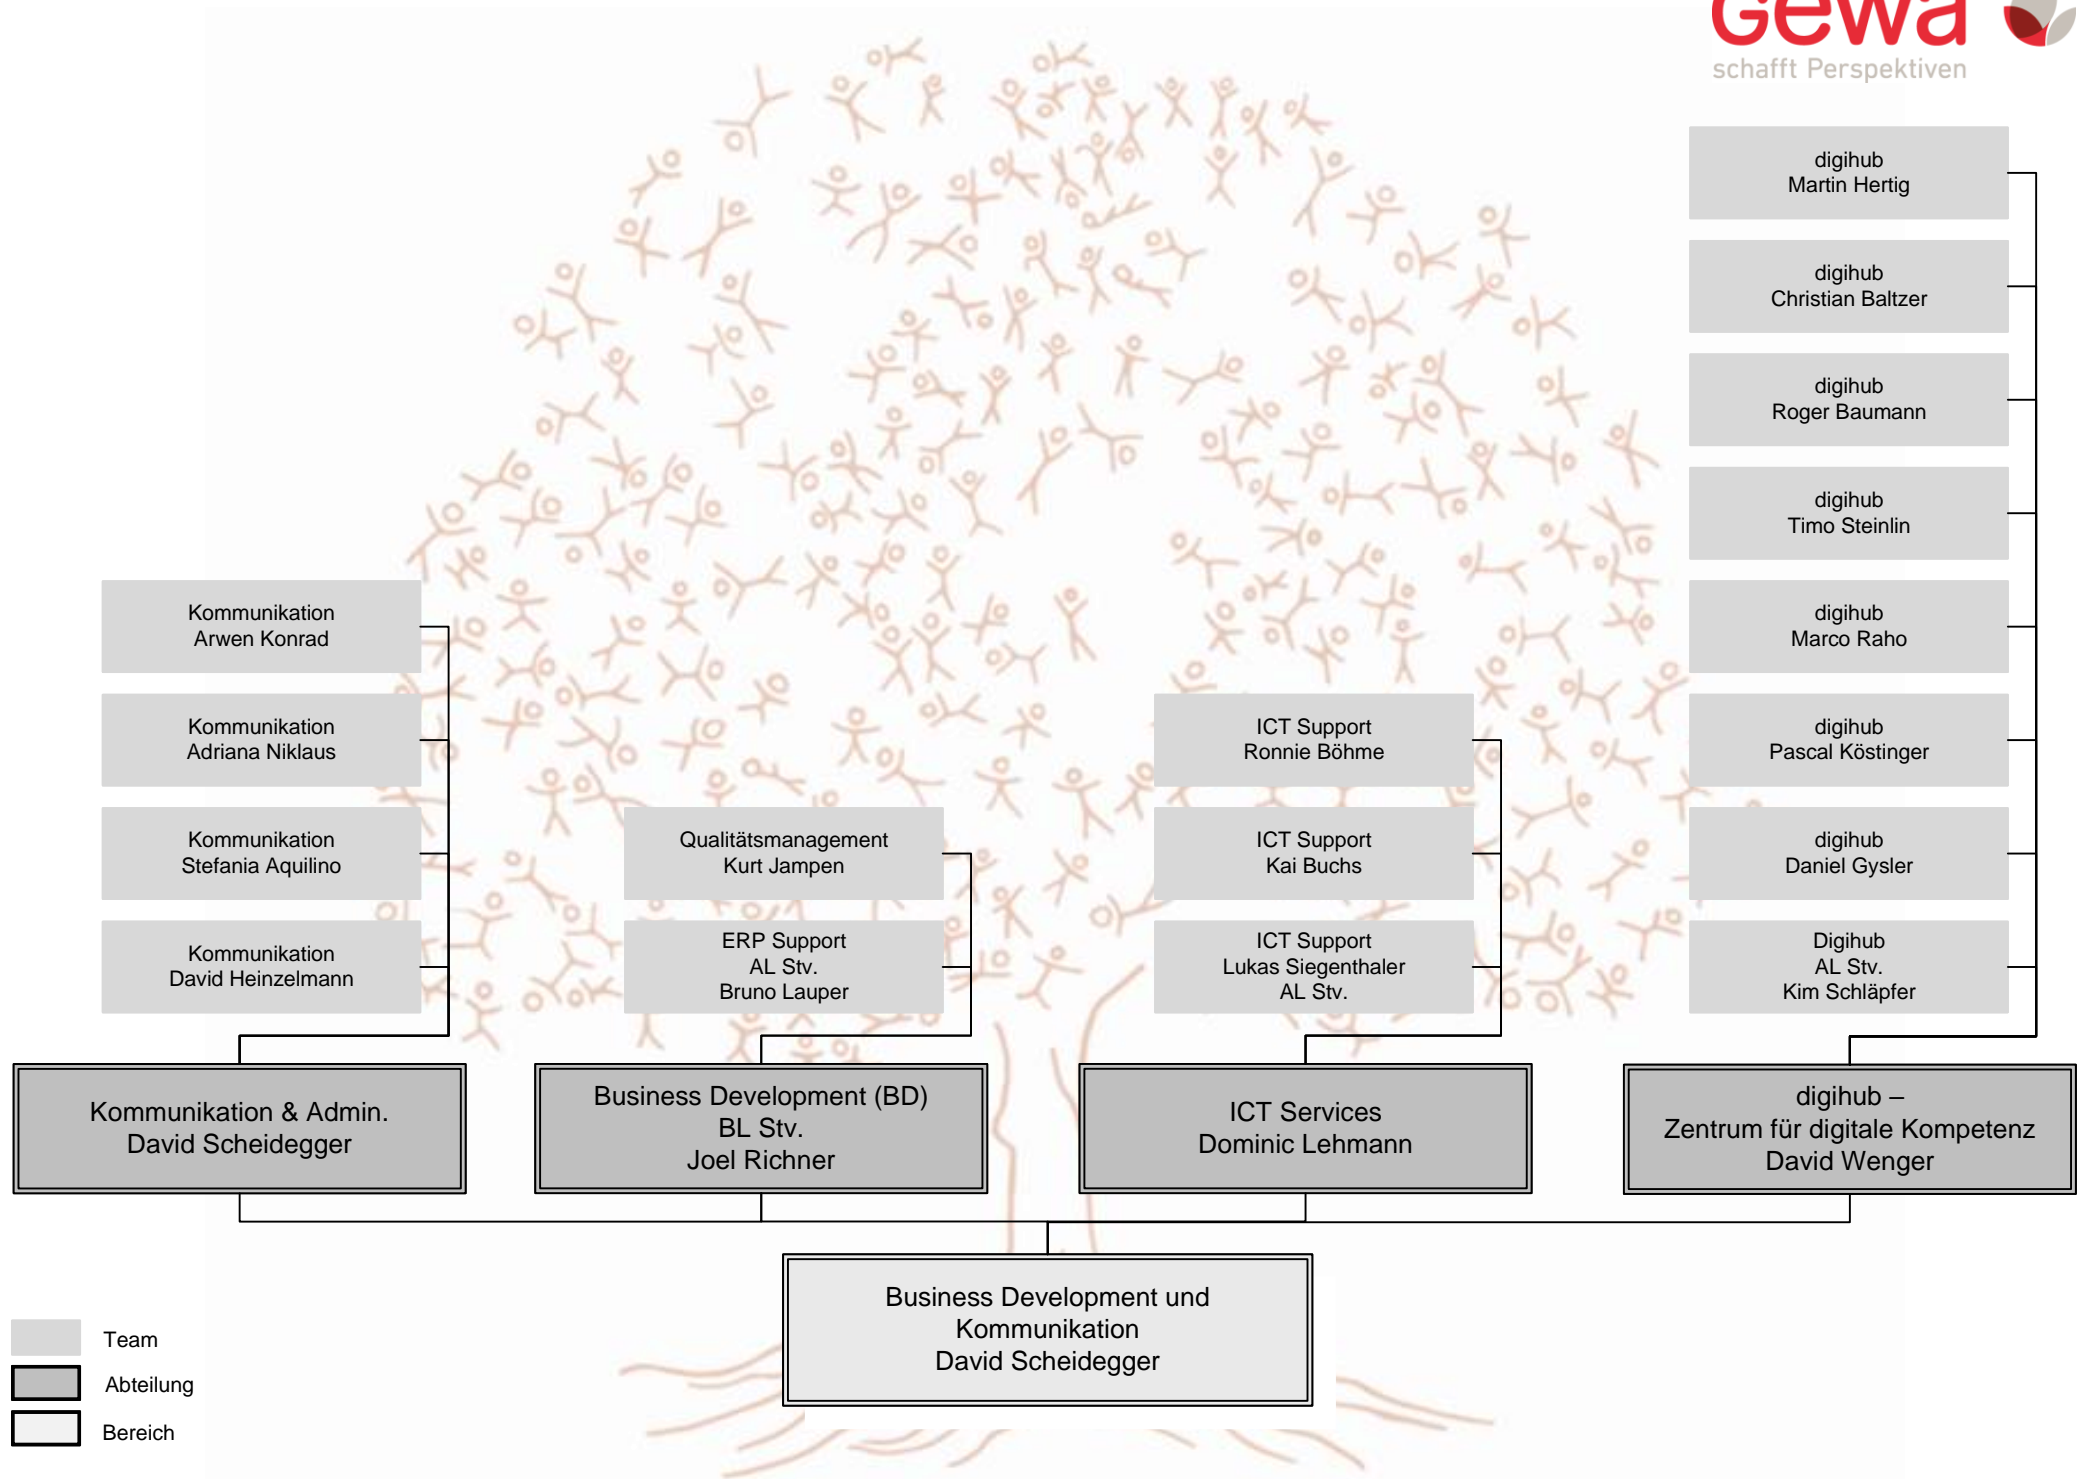 Gewa
schafft Perspektiven
digihub
Martin Hertig
digihub
Christian Baltzer
digihub
Roger Baumann
digihub
Timo Steinlin
digihub
Marco Raho
digihub
Pascal Köstinger
digihub
Daniel Gysler
Digihub
AL Stv.
Kim Schläpfer
Kommunikation
Arwen Konrad
Kommunikation
Adriana Niklaus
Kommunikation
Stefania Aquilino
Kommunikation
David Heinzelmann
Qualitätsmanagement
Kurt Jampen
ERP Support
AL Stv.
Bruno Lauper
ICT Support
Ronnie Böhme
ICT Support
Kai Buchs
ICT Support
Lukas Siegenthaler
AL Stv.
Kommunikation & Admin.
David Scheidegger
Business Development (BD)
BL Stv.
Joel Richner
ICT Services
Dominic Lehmann
digihub –
Zentrum für digitale Kompetenz
David Wenger
Business Development und
Kommunikation
David Scheidegger
Team
Abteilung
Bereich